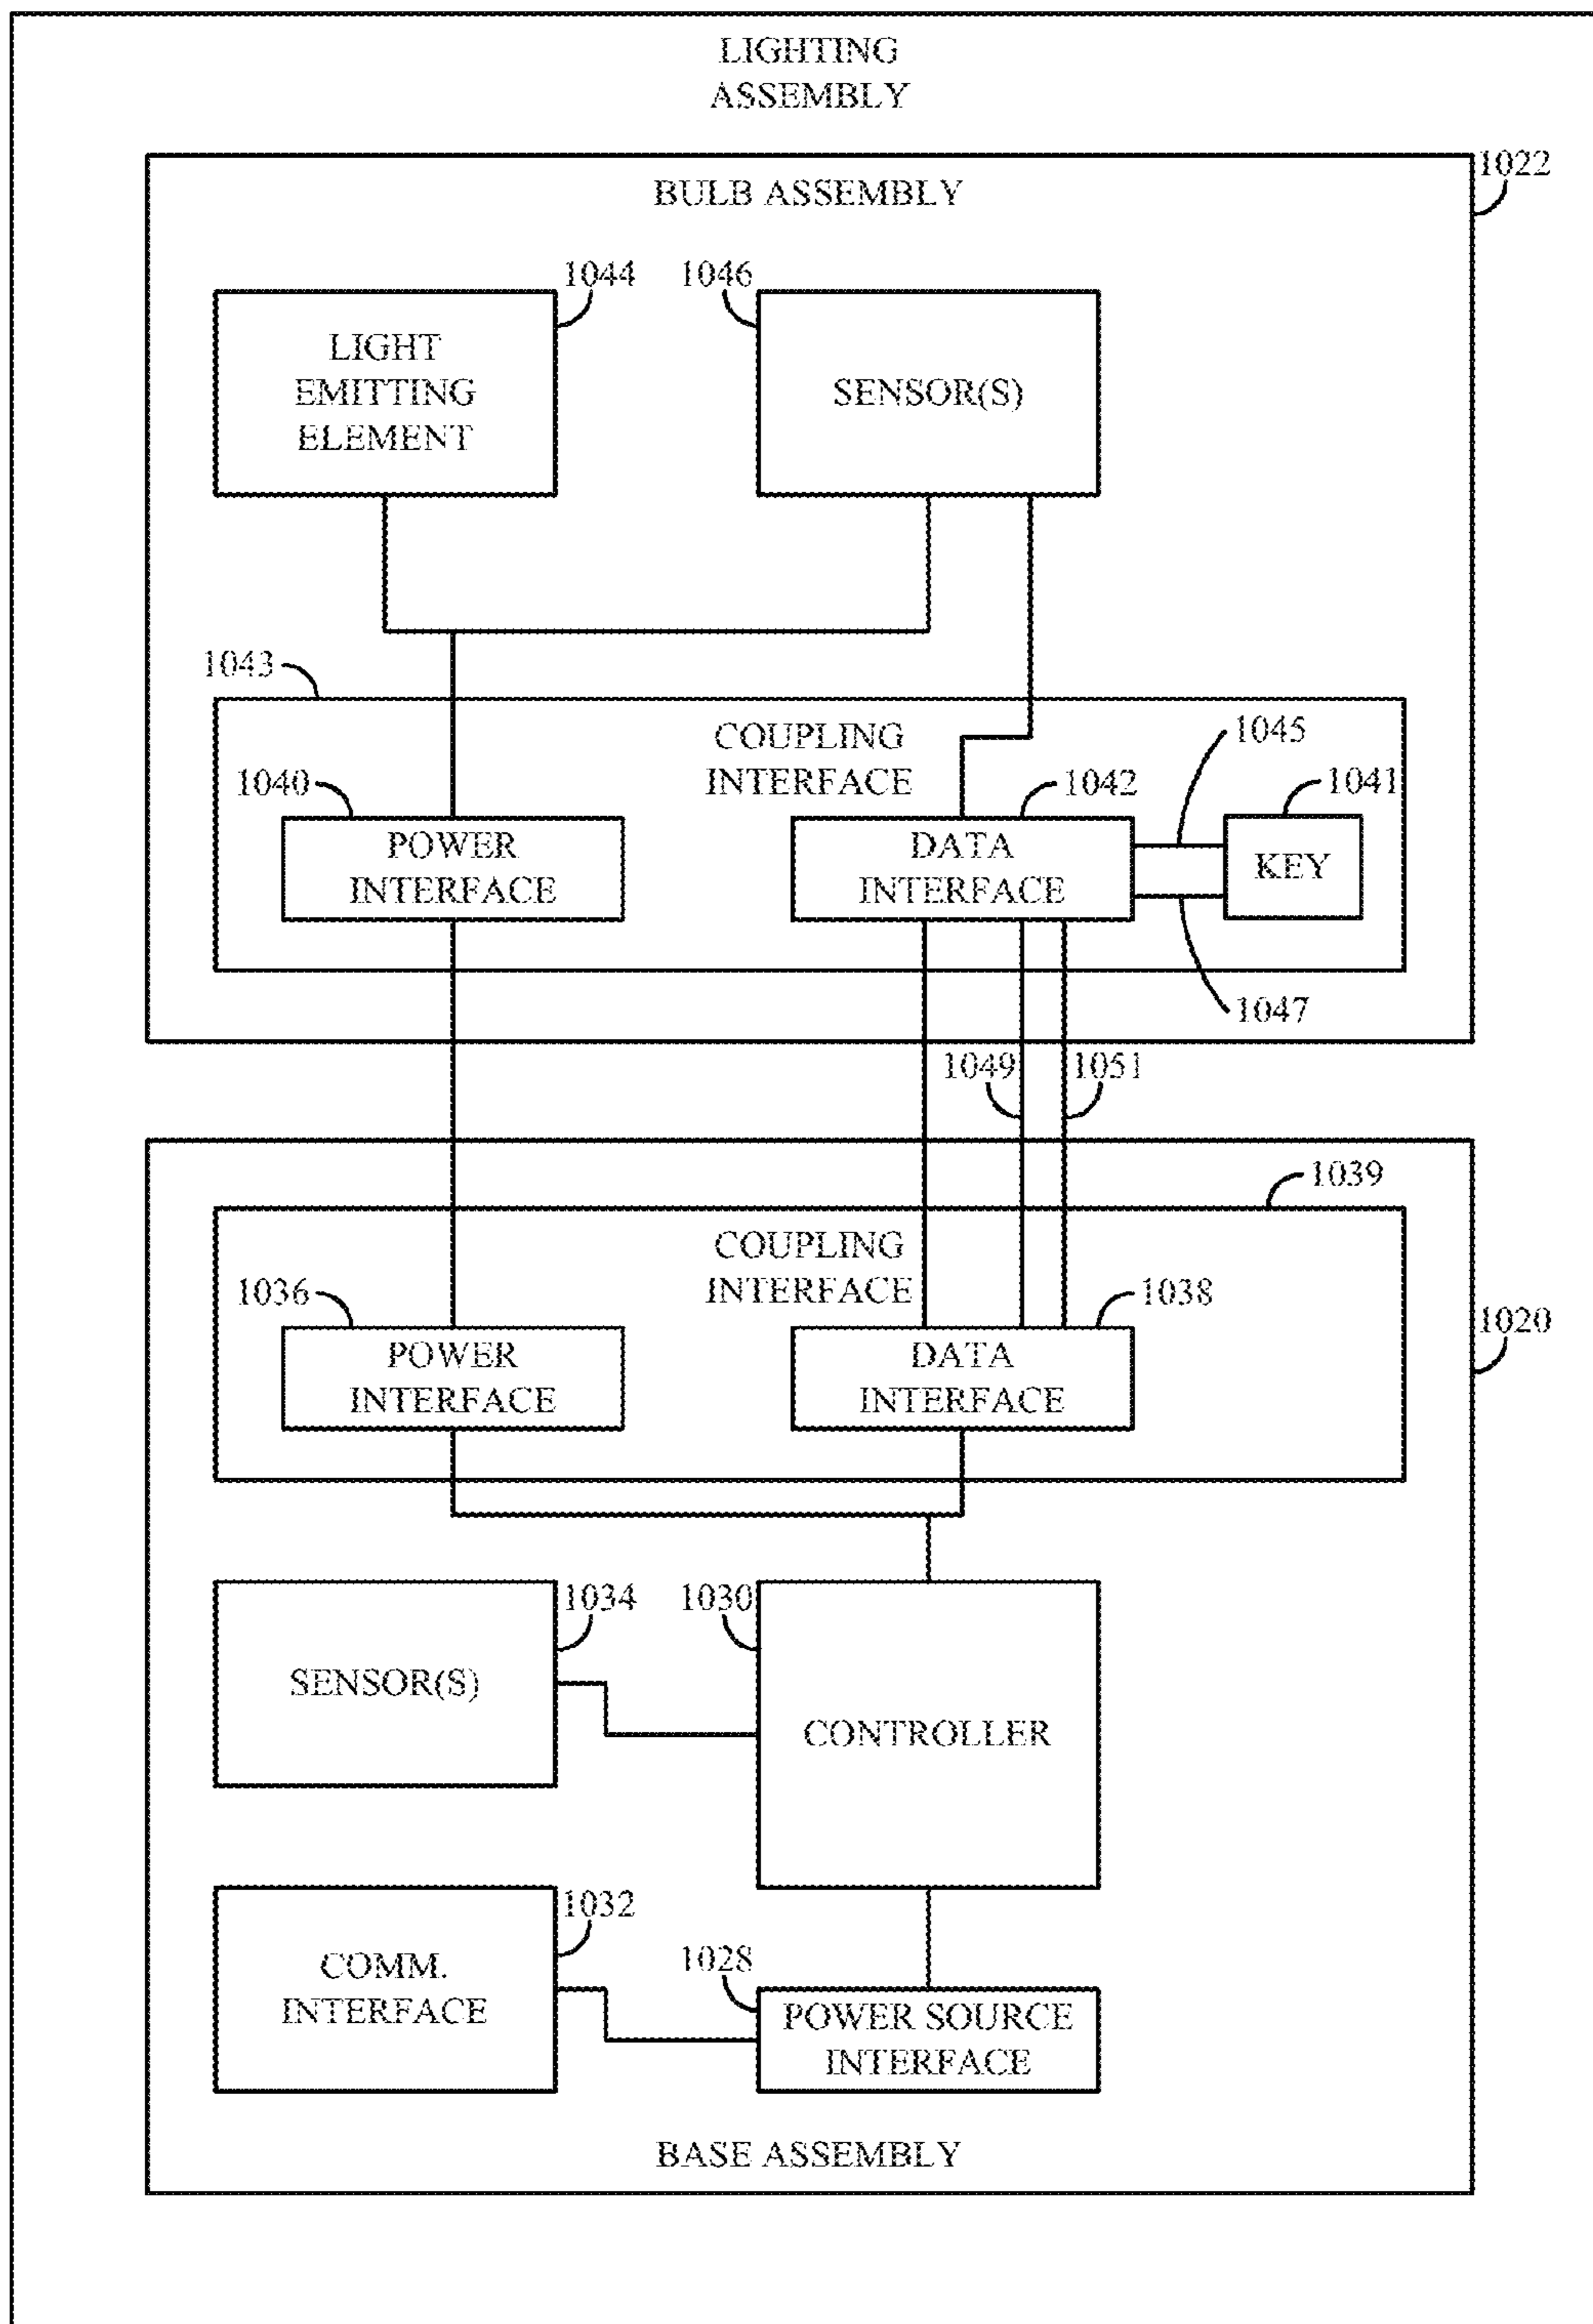 LIGHTING
ASSEMBLY
1022
BULB ASSEMBLY
1044
1046
LIGHT
EMITTING
ELEMENT
SENSOR(S)
1043
COUPLING
INTERFACE
1045
1040
1042
1041
POWER
INTERFACE
DATA
INTERFACE
KEY
1047
1049
1051
1039
COUPLING
INTERFACE
1036
1038
1020
POWER
INTERFACE
DATA
INTERFACE
1034
1030
SENSOR(S)
CONTROLLER
1032
COMM.
INTERFACE
1028
POWER SOURCE
INTERFACE
BASE ASSEMBLY